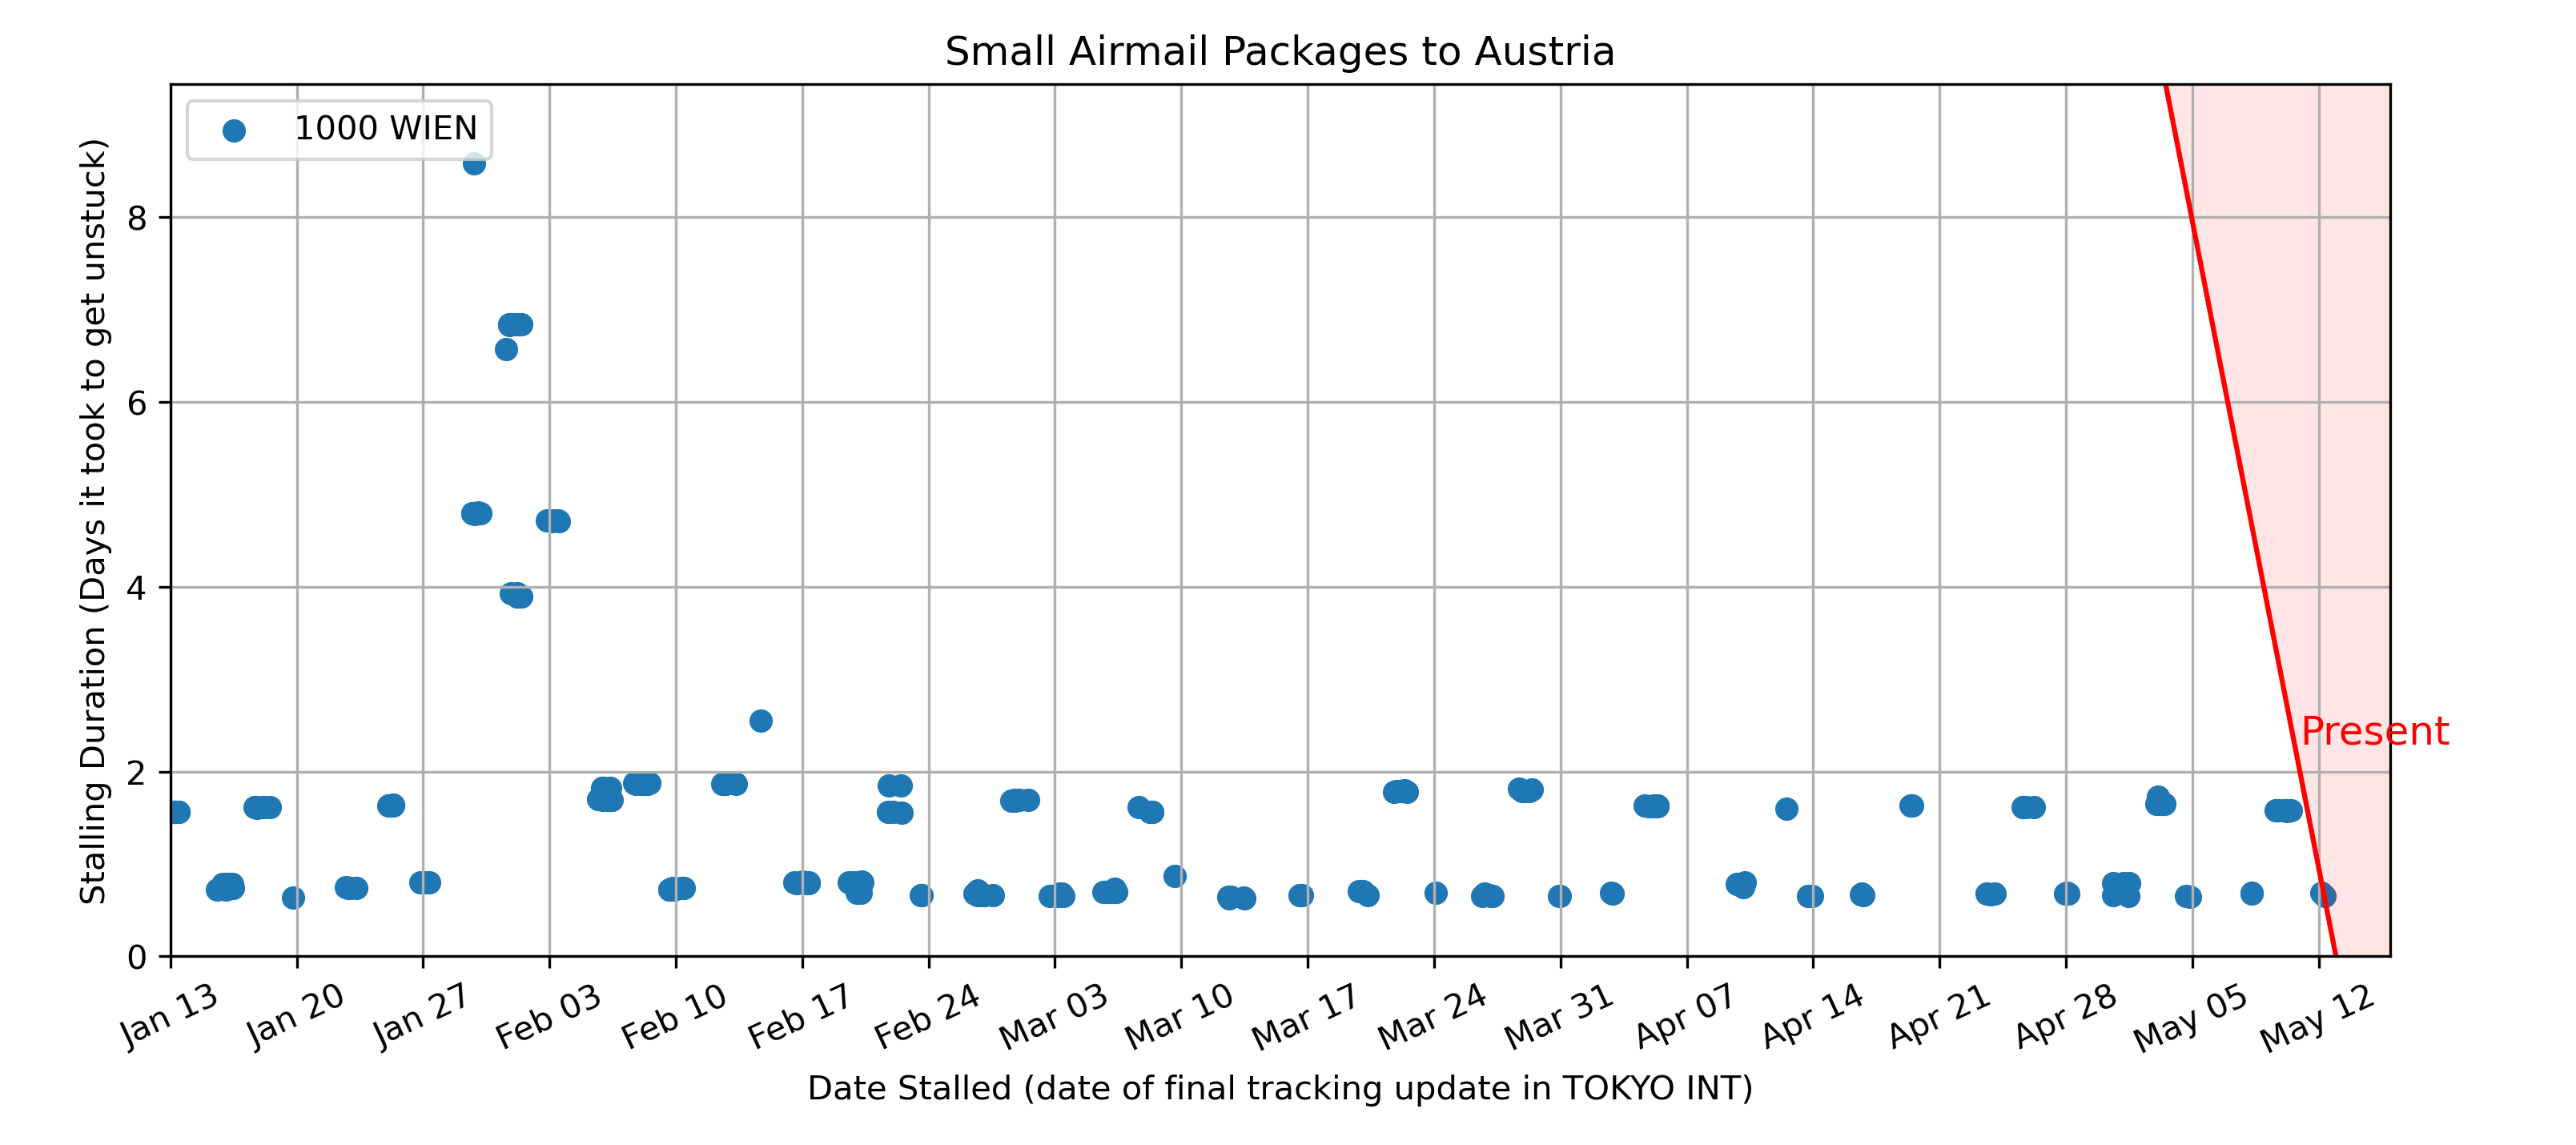 Small Airmail Packages to Austria
1000 WIEN
Stalling Duration (Days it took to get unstuck)
8
6
4
2
0
Present
Jan 13
Jan 20
Jan 27
Feb 03
Feb 10
Feb 17
Feb 24
Mar 03
Mar 10
Mar 17
Mar 24
Mar 31
Apr 07
Apr 14
Apr 21
Apr 28
May 05
May 12
Date Stalled (date of final tracking update in TOKYO INT)